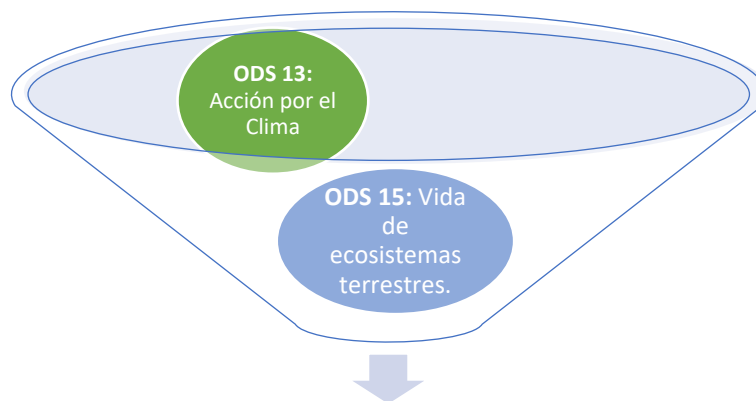 ODS 13:
Acción por el
Clima
ODS 15: Vida
de
ecosistemas
terrestres.